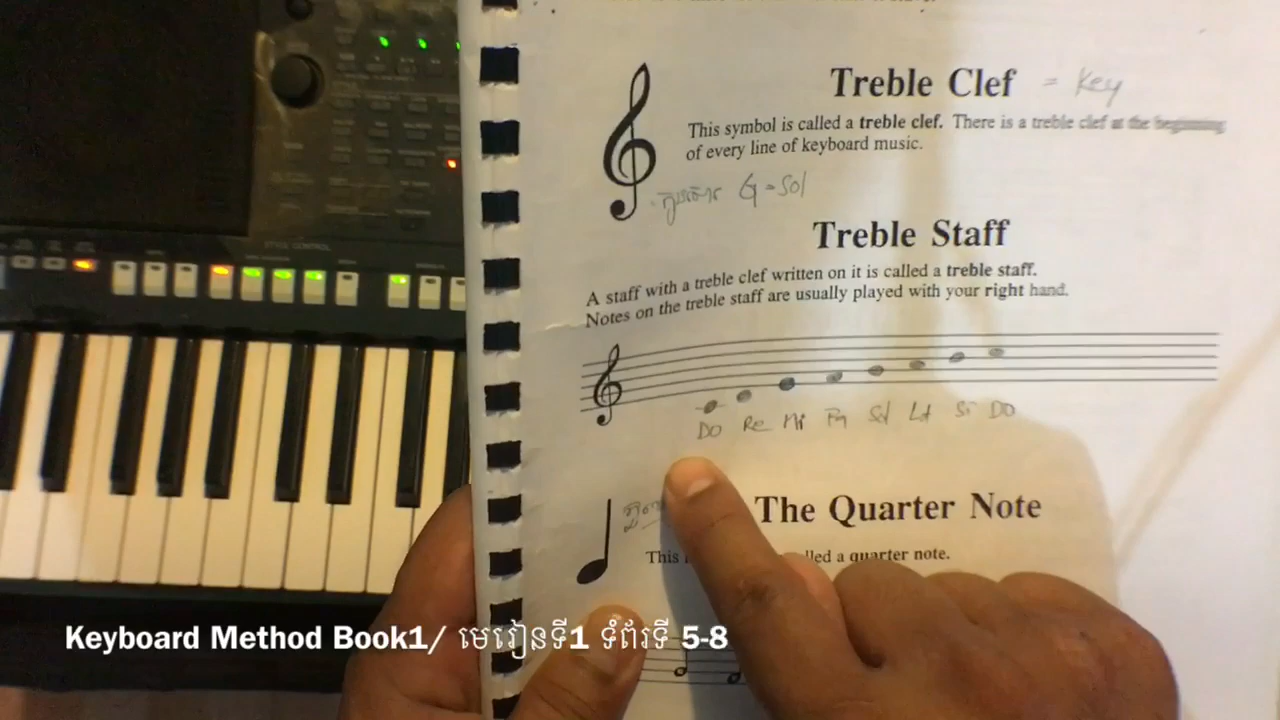 STYLE CONTROL
Treble Clef = Key
This symbol is called a treble clef. There is a treble clef at the beginning
of every line of keyboard music.
G = Sol
Treble Staff
A staff with a treble clef written on it is called a treble staff.
Notes on the treble staff are usually played with your right hand.
Do Re Mi Fa Sol La Si Do
The Quarter Note
This called a quarter note.
Keyboard Method Book1/ មេរៀនទី1 ទំព័រទី 5-8